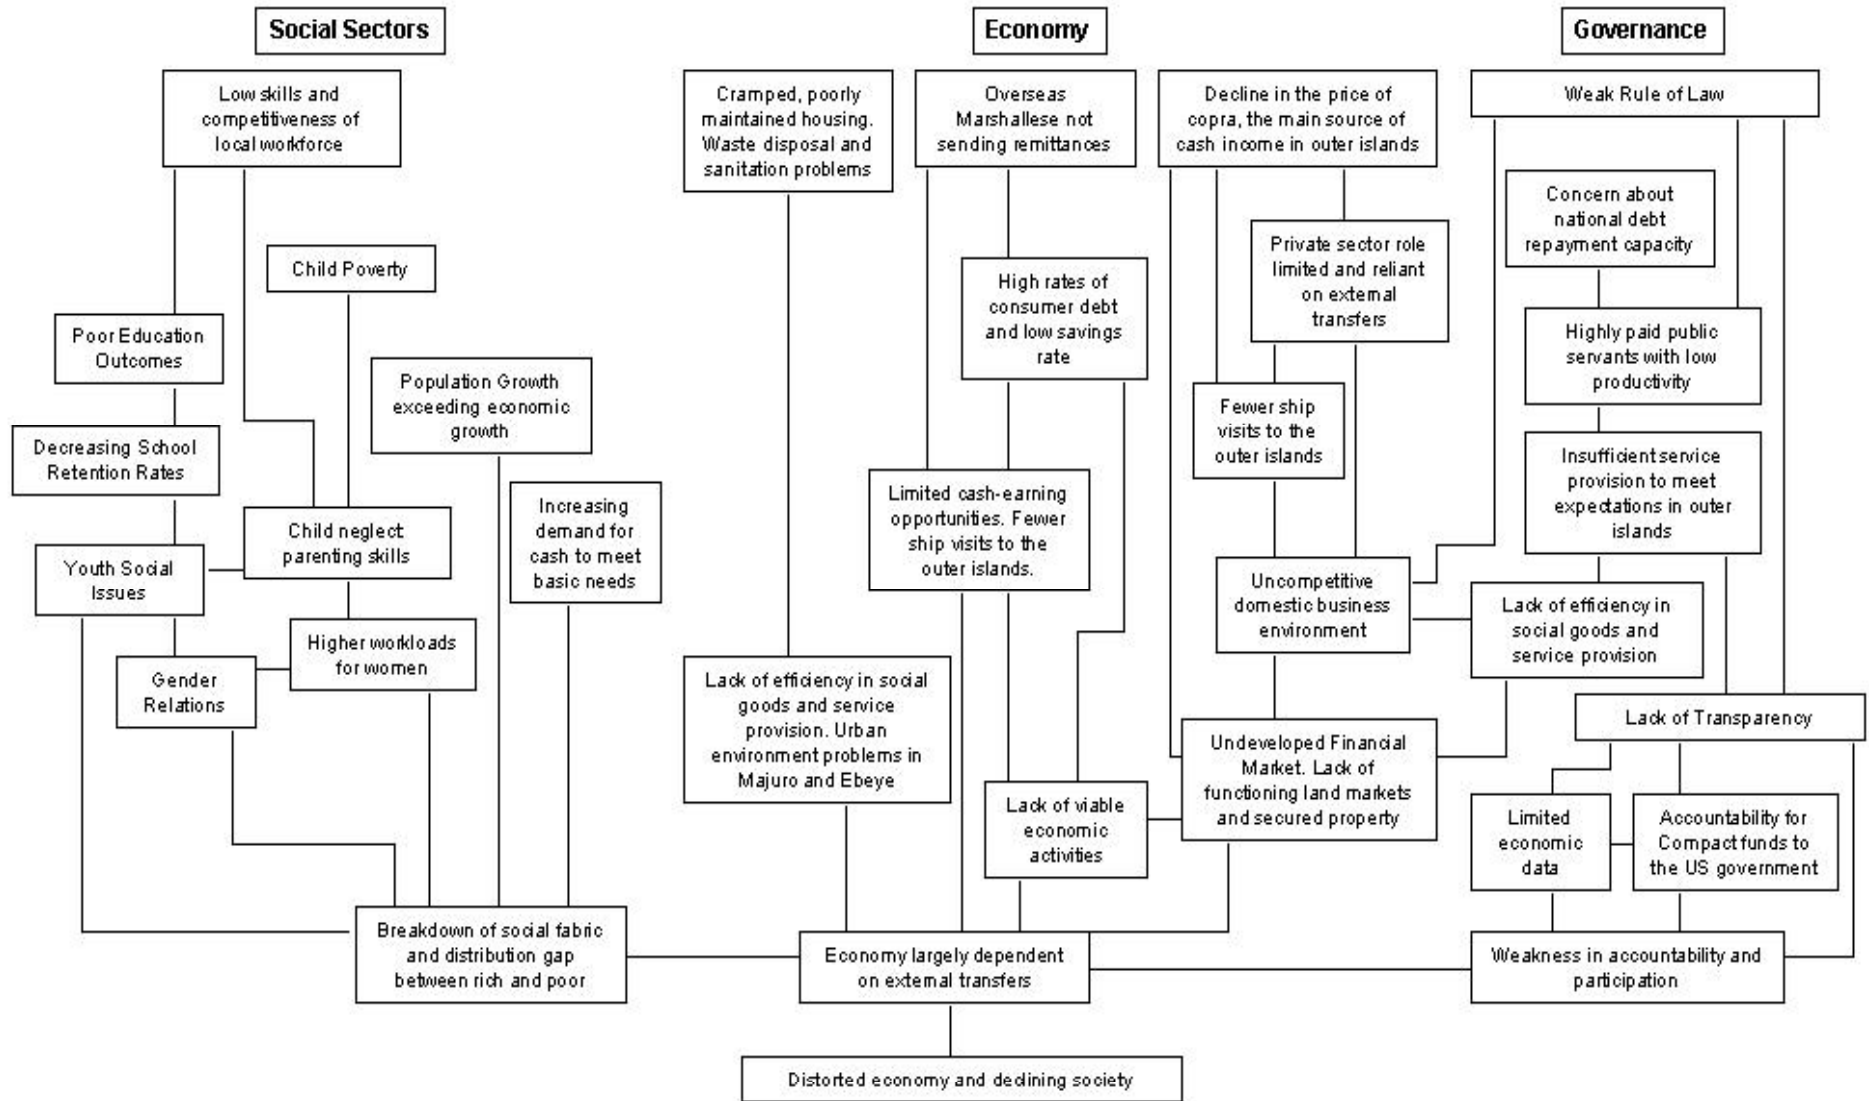 Social Sectors
Economy
Governance
Low skills and
competitiveness of
local workforce
Cramped, poorly
maintained housing.
Waste disposal and
sanitation problems
Overseas
Marshallese not
sending remittances
Decline in the price of
copra, the main source of
cash income in outer islands
Weak Rule of Law
Concern about
national debt
repayment capacity
Child Poverty
Private sector role
limited and reliant
on external
transfers
High rates of
consumer debt
and low savings
rate
Poor Education
Outcomes
Highly paid public
servants with low
productivity
Population Growth
exceeding economic
growth
Fewer ship
visits to the
outer islands
Decreasing School
Retention Rates
Insufficient service
provision to meet
expectations in outer
islands
Limited cash-earning
opportunities. Fewer
ship visits to the
outer islands.
Increasing
demand for
cash to meet
basic needs
Child neglect
parenting skills
Youth Social
Issues
Uncompetitive
domestic business
environment
Lack of efficiency in
social goods and
service provision
Higher workloads
for women
Gender
Relations
Lack of efficiency in social
goods and service
provision. Urban
environment problems in
Majuro and Ebeye
Lack of Transparency
Undeveloped Financial
Market. Lack of
functioning land markets
and secured property
Lack of viable
economic
activities
Limited
economic
data
Accountability for
Compact funds to
the US government
Breakdown of social fabric
and distribution gap
between rich and poor
Economy largely dependent
on external transfers
Weakness in accountability and
participation
Distorted economy and declining society